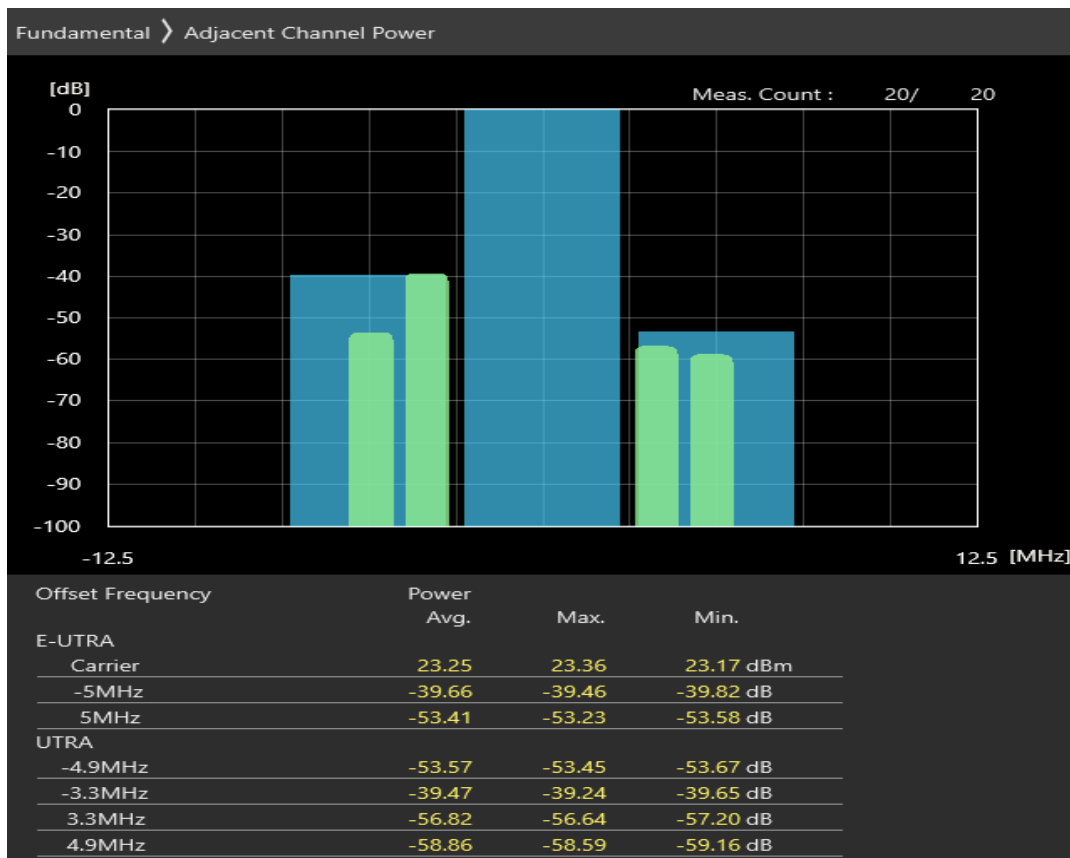 Fundamental 〉 Adjacent Channel Power
[dB]
Meas. Count : 20/ 20
0
-10
-20
-30
-40
-50
-60
-70
-80
-90
-100
-12.5 12.5 [MHz]
Offset Frequency Power
Avg. Max. Min.
E-UTRA
Carrier 23.25 23.36 23.17 dBm
-5MHz -39.66 -39.46 -39.82 dB
5MHz -53.41 -53.23 -53.58 dB
UTRA
-4.9MHz -53.57 -53.45 -53.67 dB
-3.3MHz -39.47 -39.24 -39.65 dB
3.3MHz -56.82 -56.64 -57.20 dB
4.9MHz -58.86 -58.59 -59.16 dB